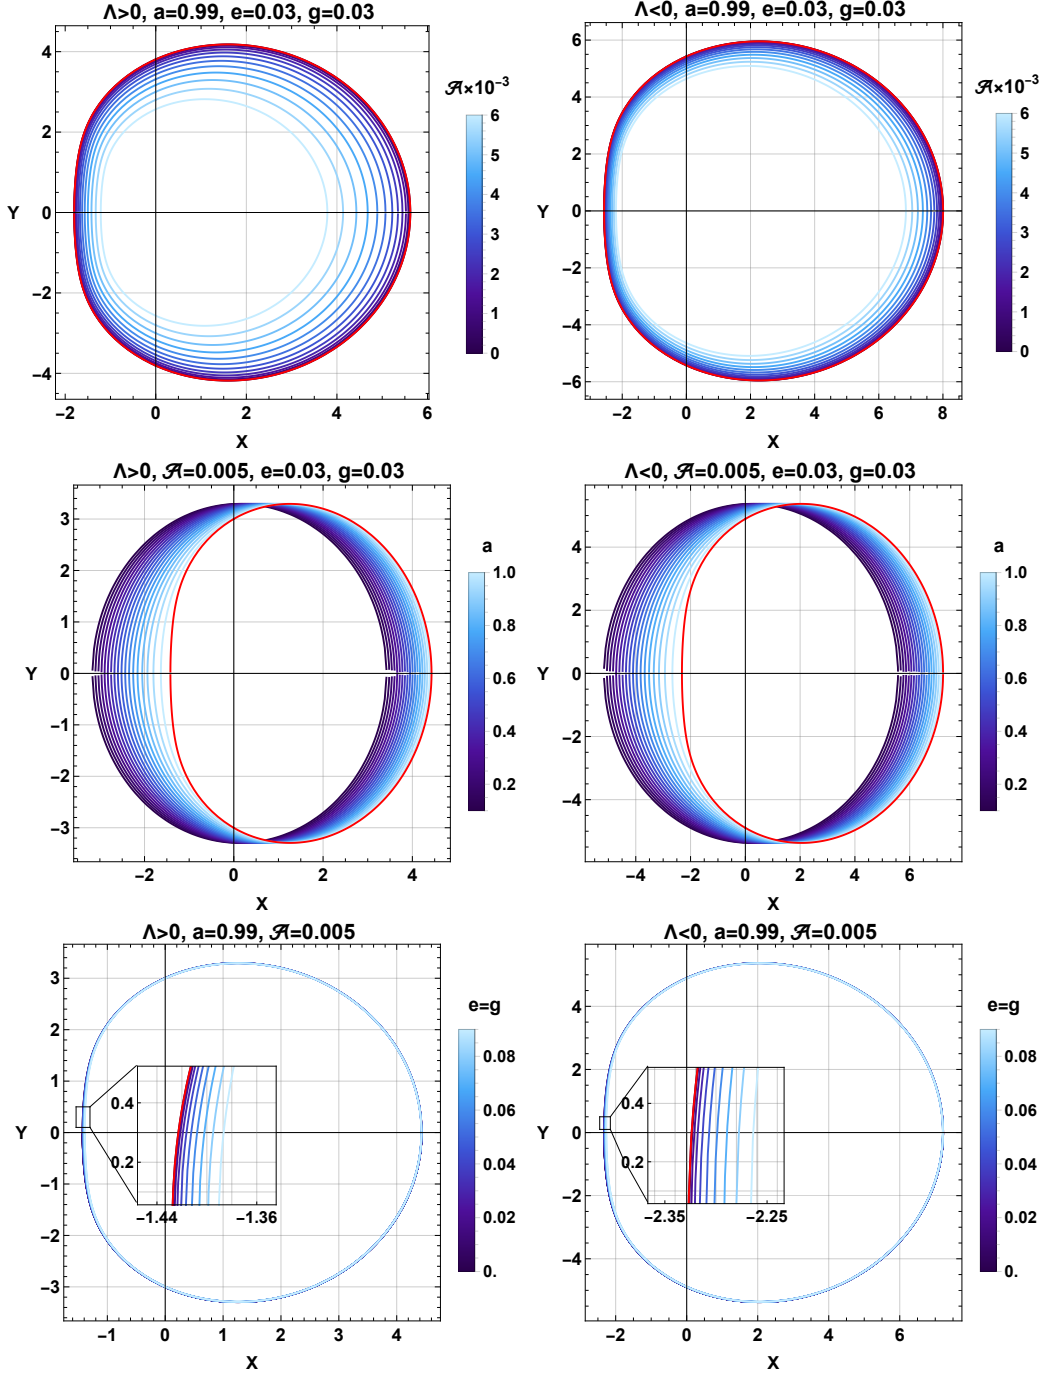 Λ>0, a=0.99, e=0.03, g=0.03
4
2
0
−2
−4
Y
−2 0 2 4 6
X
𝒜×10⁻³
6
5
4
3
2
1
0
Λ<0, a=0.99, e=0.03, g=0.03
6
4
2
0
−2
−4
−6
Y
−2 0 2 4 6 8
X
𝒜×10⁻³
6
5
4
3
2
1
0
Λ>0, 𝒜=0.005, e=0.03, g=0.03
3
2
1
0
−1
−2
−3
Y
−2 0 2 4
X
a
1.0
0.8
0.6
0.4
0.2
Λ<0, 𝒜=0.005, e=0.03, g=0.03
4
2
0
−2
−4
Y
−4 −2 0 2 4 6
X
a
1.0
0.8
0.6
0.4
0.2
Λ>0, a=0.99, 𝒜=0.005
3
2
1
0
−1
−2
−3
Y
0.4
0.2
−1.44 −1.36
−1 0 1 2 3 4
X
e=g
0.08
0.06
0.04
0.02
0.
Λ<0, a=0.99, 𝒜=0.005
4
2
0
−2
−4
Y
0.4
0.2
−2.35 −2.25
−2 0 2 4 6
X
e=g
0.08
0.06
0.04
0.02
0.